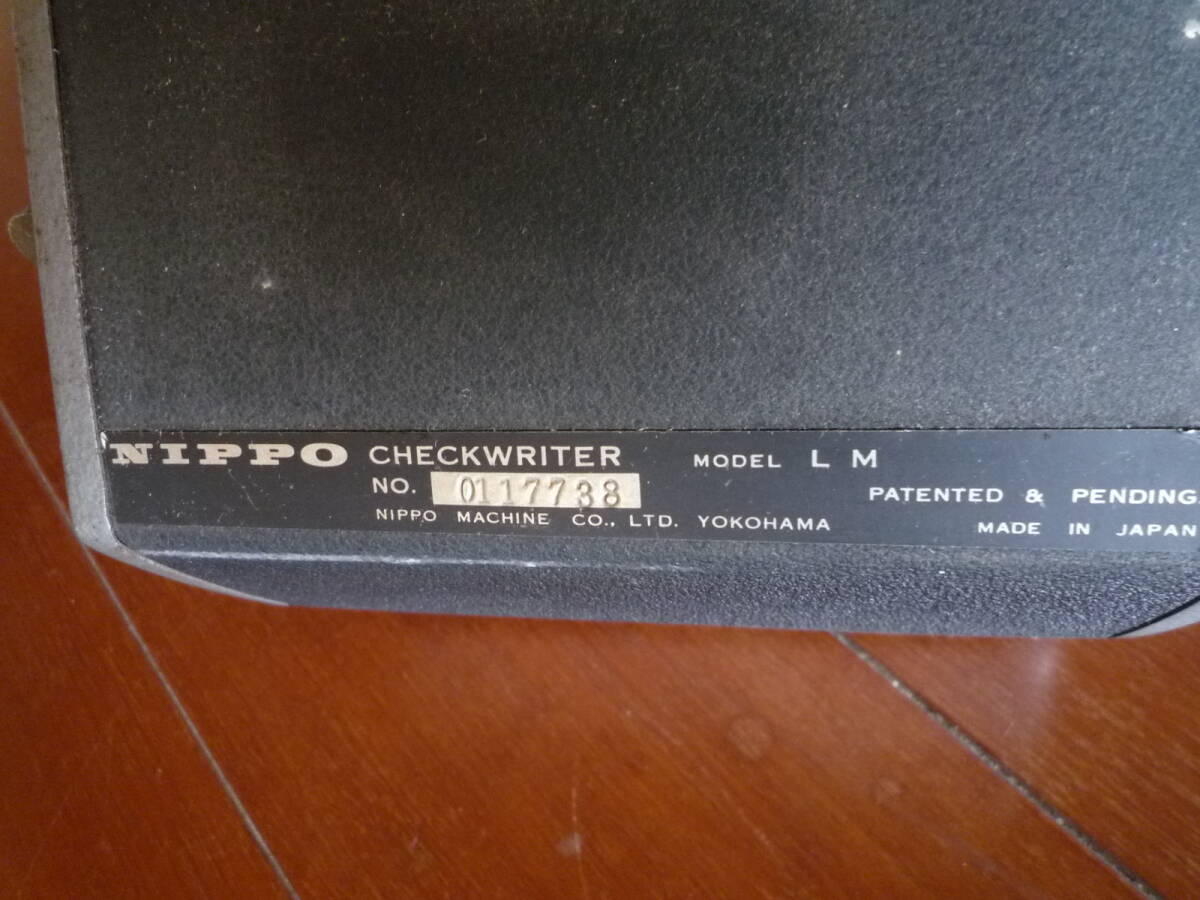 NIPPO CHECKWRITER MODEL L M
NO. 0117738 PATENTED & PENDING
NIPPO MACHINE CO., LTD. YOKOHAMA MADE IN JAPAN